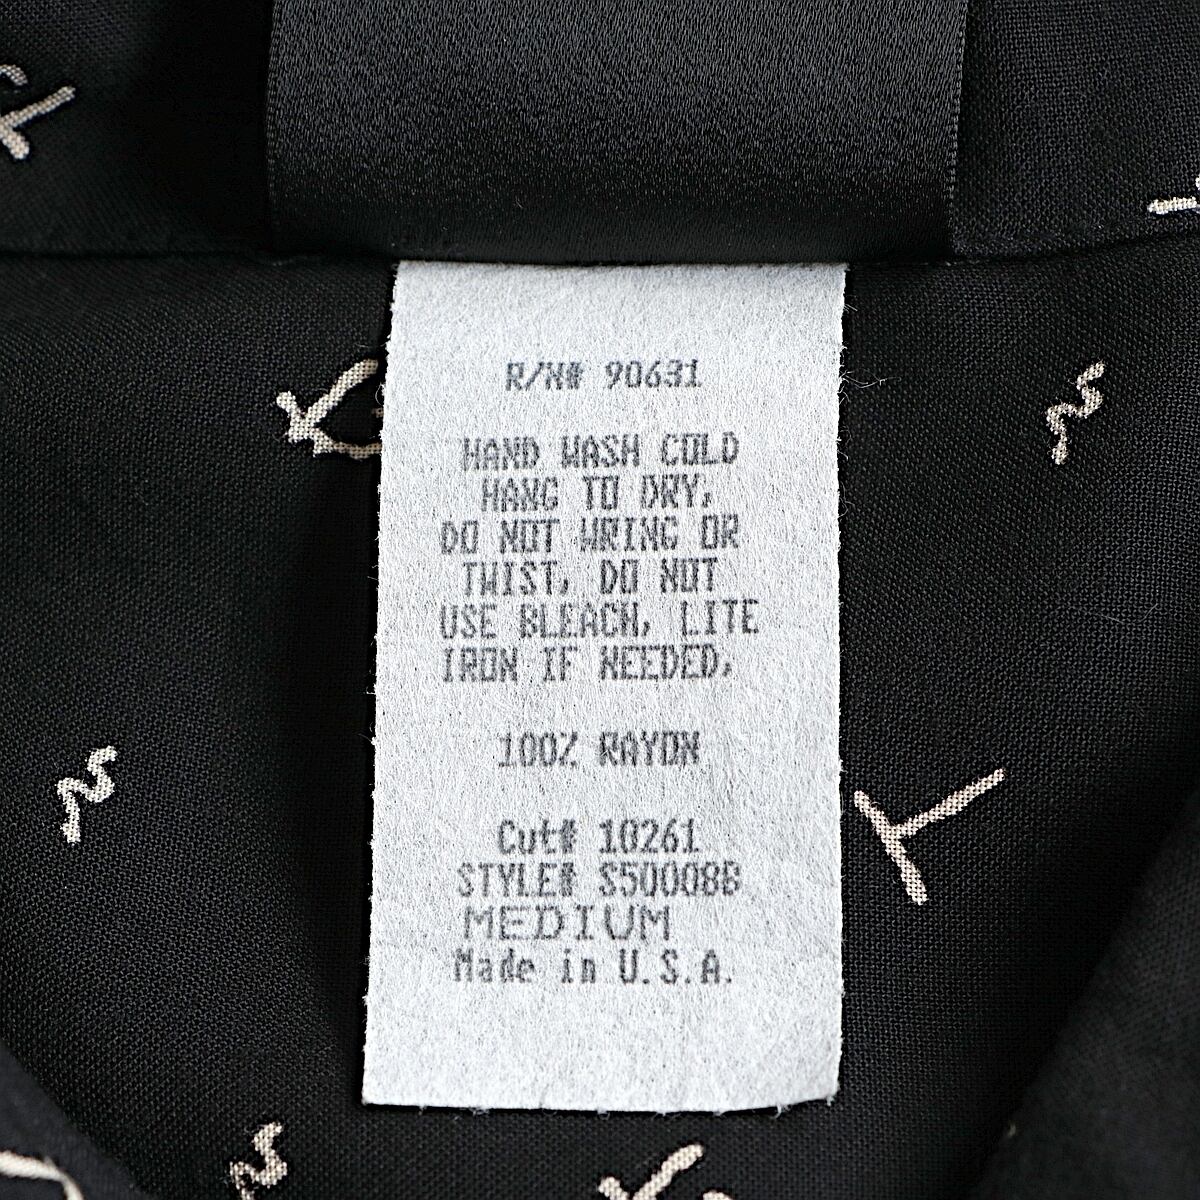 R/N# 90631
HAND WASH COLD
HANG TO DRY,
DO NOT WRING OR
TWIST, DO NOT
USE BLEACH, LITE
IRON IF NEEDED,
100% RAYON
Cut# 10261
STYLE# S50008B
MEDIUM
Made in U.S.A.